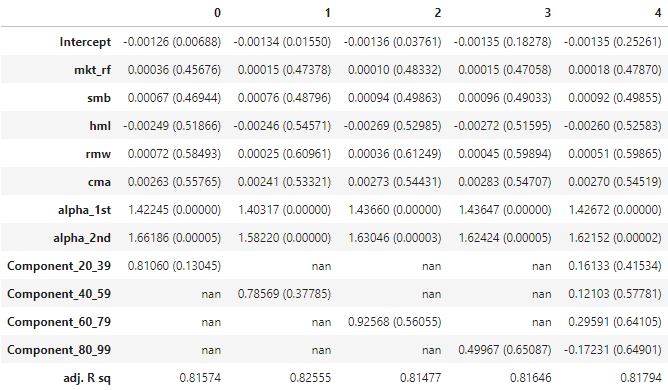 0 1 2 3 4
Intercept -0.00126 (0.00688) -0.00134 (0.01550) -0.00136 (0.03761) -0.00135 (0.18278) -0.00135 (0.25261)
mkt_rf 0.00036 (0.45676) 0.00015 (0.47378) 0.00010 (0.48332) 0.00015 (0.47058) 0.00018 (0.47870)
smb 0.00067 (0.46944) 0.00076 (0.48796) 0.00094 (0.49863) 0.00096 (0.49033) 0.00092 (0.49855)
hml -0.00249 (0.51866) -0.00246 (0.54571) -0.00269 (0.52985) -0.00272 (0.51595) -0.00260 (0.52583)
rmw 0.00072 (0.58493) 0.00025 (0.60961) 0.00036 (0.61249) 0.00045 (0.59894) 0.00051 (0.59865)
cma 0.00263 (0.55765) 0.00241 (0.53321) 0.00273 (0.54431) 0.00283 (0.54707) 0.00270 (0.54519)
alpha_1st 1.42245 (0.00000) 1.40317 (0.00000) 1.43660 (0.00000) 1.43647 (0.00000) 1.42672 (0.00000)
alpha_2nd 1.66186 (0.00005) 1.58220 (0.00000) 1.63046 (0.00003) 1.62424 (0.00005) 1.62152 (0.00002)
Component_20_39 0.81060 (0.13045) nan nan nan 0.16133 (0.41534)
Component_40_59 nan 0.78569 (0.37785) nan nan 0.12103 (0.57781)
Component_60_79 nan nan 0.92568 (0.56055) nan 0.29591 (0.64105)
Component_80_99 nan nan nan 0.49967 (0.65087) -0.17231 (0.64901)
adj. R sq 0.81574 0.82555 0.81477 0.81646 0.81794